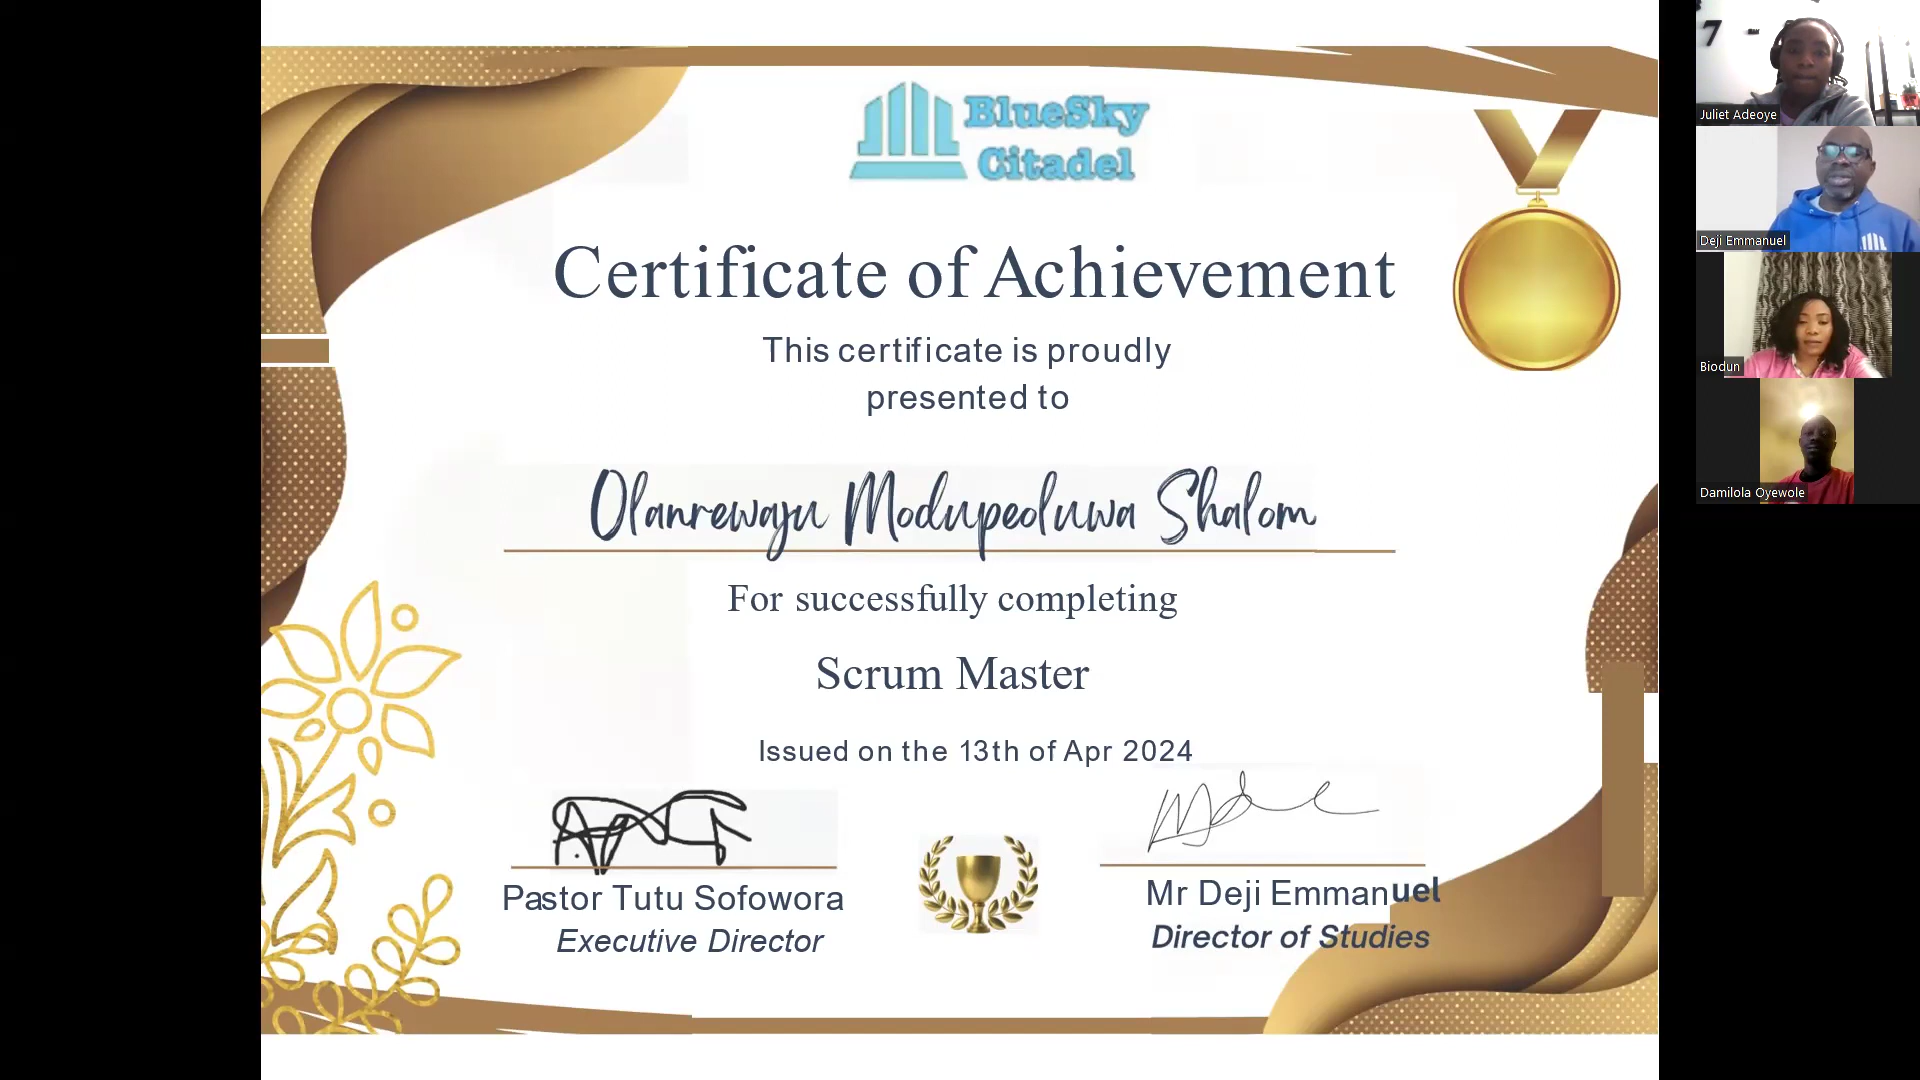 BlueSky
Citadel
Certificate of Achievement
This certificate is proudly
presented to
Olanrewaju Modupeoluwa Shalom
For successfully completing
Scrum Master
Issued on the 13th of Apr 2024
Pastor Tutu Sofowora
Executive Director
Mr Deji Emmanuel
Director of Studies
7
Juliet Adeoye
Deji Emmanuel
Biodun
Damilola Oyewole